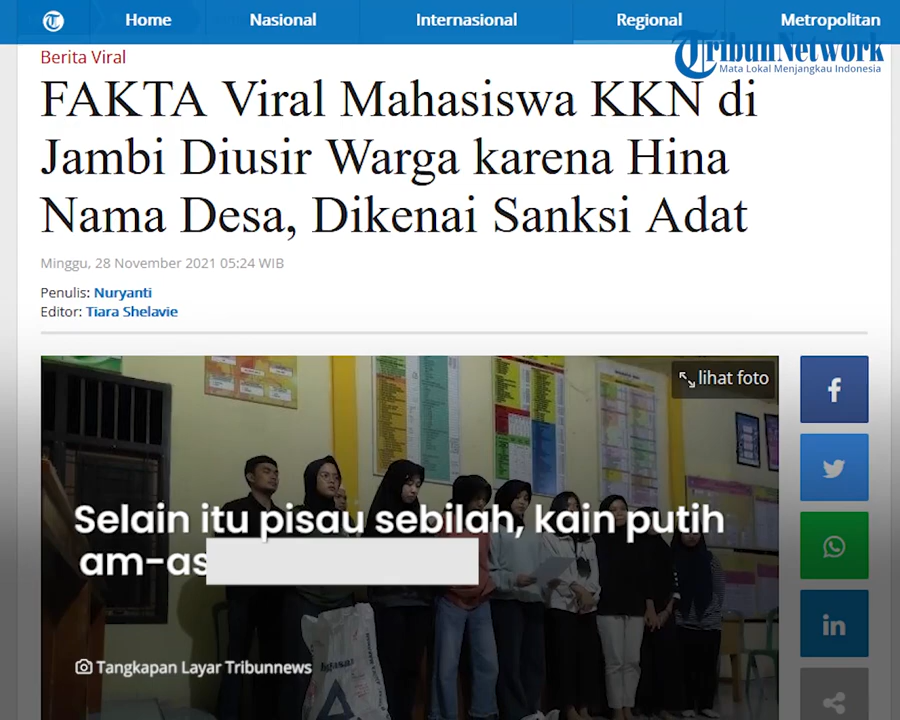 Home Nasional Internasional Regional Metropolitan
TribunNetwork
Mata Lokal Menjangkau Indonesia
Berita Viral
FAKTA Viral Mahasiswa KKN di
Jambi Diusir Warga karena Hina
Nama Desa, Dikenai Sanksi Adat
Minggu, 28 November 2021 05:24 WIB
Penulis: Nuryanti
Editor: Tiara Shelavie
lihat foto
Selain itu pisau sebilah, kain putih
am-as
Tangkapan Layar Tribunnews